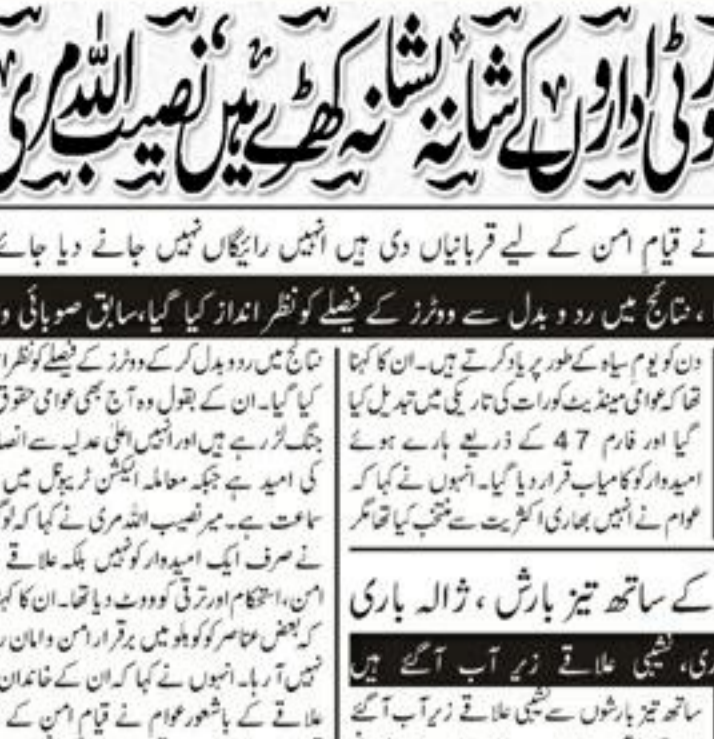 اداروں کے شانہ بشانہ کھڑے ہیں، نصیب اللہ مری
نے قیام امن کے لیے قربانیاں دی ہیں انہیں رائیگاں نہیں جانے دیا جائے
، نتائج میں رد و بدل سے ووٹرز کے فیصلے کو نظر انداز کیا گیا، سابق صوبائی و
دن کو یوم سیاہ کے طور پر یاد کرتے ہیں۔ ان کا کہنا
تھا کہ عوامی مینڈیٹ کو رات کی تاریکی میں تبدیل کیا
گیا اور فارم 47 کے ذریعے ہارے ہوئے
امیدوار کو کامیاب قرار دیا گیا۔ انہوں نے کہا کہ
عوام نے انہیں بھاری اکثریت سے منتخب کیا تھا مگر
نتائج میں رد و بدل کر کے ووٹرز کے فیصلے کو نظر
کیا گیا۔ ان کے بقول وہ آج بھی عوامی حقوق
جنگ لڑ رہے ہیں اور انہیں اعلیٰ عدلیہ سے
کی امید ہے جبکہ معاملہ الیکشن ٹریبونل میں
سماعت ہے۔ میر نصیب اللہ مری نے کہا کہ
نے صرف ایک امیدوار کو نہیں بلکہ علاقے
امن، استحکام اور ترقی کو ووٹ دیا تھا۔ ان کا
کہ بعض عناصر کو کوہلو میں برقرار امن و امان
نہیں آ رہا۔ انہوں نے کہا کہ ان کے خاندان
علاقے کے باشعور عوام نے قیام امن کے
کے ساتھ تیز بارش ، ژالہ باری
نشیبی علاقے زیر آب آگئے ہیں
ساتھ تیز بارشوں سے نشیبی علاقے زیر آب آگئے